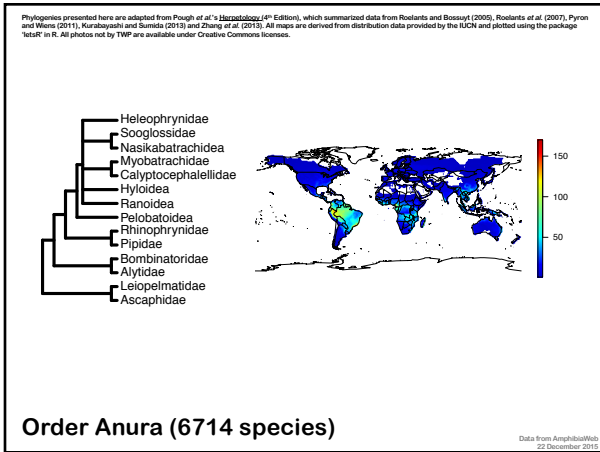 Phylogenies presented here are adapted from Pough et al.'s Herpetology (4th Edition), which summarized data from Roelants and Bossuyt (2005), Roelants et al. (2007), Pyron
and Wiens (2011), Kurabayashi and Sumida (2013) and Zhang et al. (2013). All maps are derived from distribution data provided by the IUCN and plotted using the package
'letsR' in R. All photos not by TWP are available under Creative Commons licenses.
Heleophrynidae
Sooglossidae
Nasikabatrachidea
Myobatrachidae
Calyptocephalellidae
Hyloidea
Ranoidea
Pelobatoidea
Rhinophrynidae
Pipidae
Bombinatoridae
Alytidae
Leiopelmatidae
Ascaphidae
150
100
50
Order Anura (6714 species)
Data from AmphibiaWeb
22 December 2015